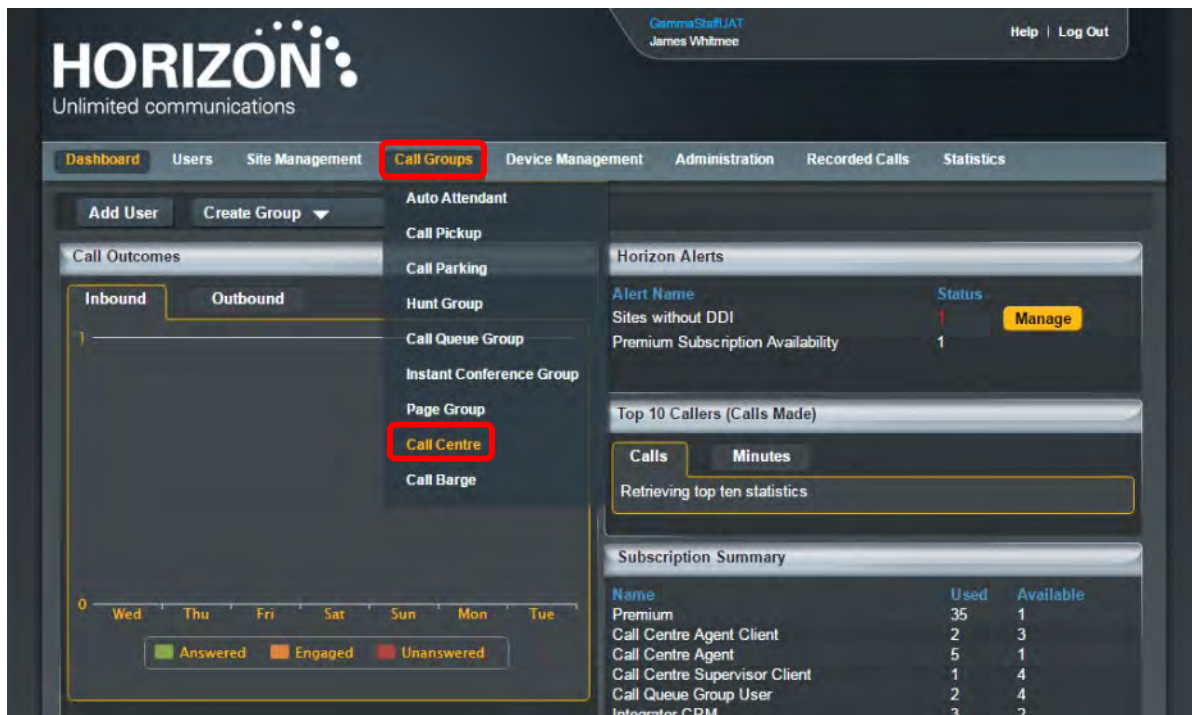 GammaStaffUAT
James Whitmee
Help | Log Out
HORIZON
Unlimited communications
Dashboard Users Site Management Call Groups Device Management Administration Recorded Calls Statistics
Add User Create Group
Auto Attendant
Call Pickup
Call Parking
Hunt Group
Call Queue Group
Instant Conference Group
Page Group
Call Centre
Call Barge
Call Outcomes
Inbound Outbound
1
0
Wed Thu Fri Sat Sun Mon Tue
Answered Engaged Unanswered
Horizon Alerts
Alert Name Status
Sites without DDI 1 Manage
Premium Subscription Availability 1
Top 10 Callers (Calls Made)
Calls Minutes
Retrieving top ten statistics
Subscription Summary
Name Used Available
Premium 35 1
Call Centre Agent Client 2 3
Call Centre Agent 5 1
Call Centre Supervisor Client 1 4
Call Queue Group User 2 4
Integrator CRM 3 2